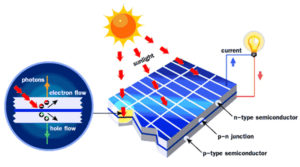 photons
electron flow
hole flow
sunlight
current
n-type semiconductor
p-n junction
p-type semiconductor